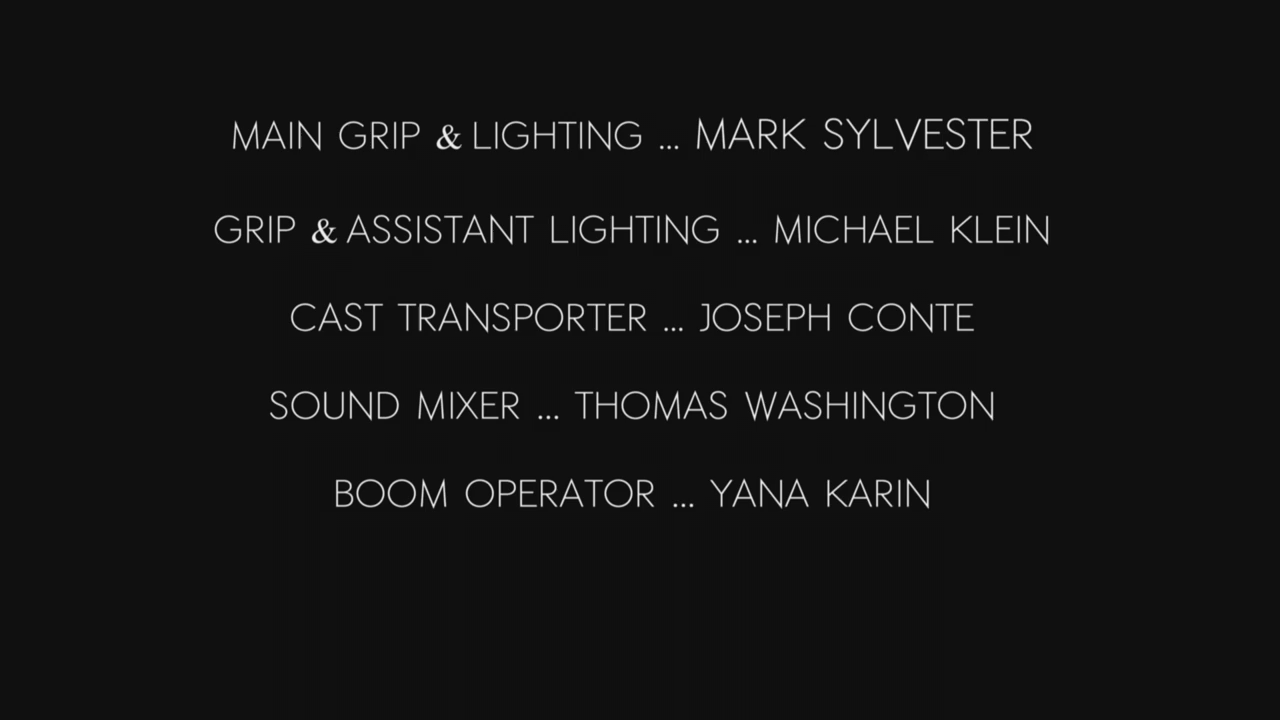 MAIN GRIP & LIGHTING ... MARK SYLVESTER
GRIP & ASSISTANT LIGHTING ... MICHAEL KLEIN
CAST TRANSPORTER ... JOSEPH CONTE
SOUND MIXER ... THOMAS WASHINGTON
BOOM OPERATOR ... YANA KARIN